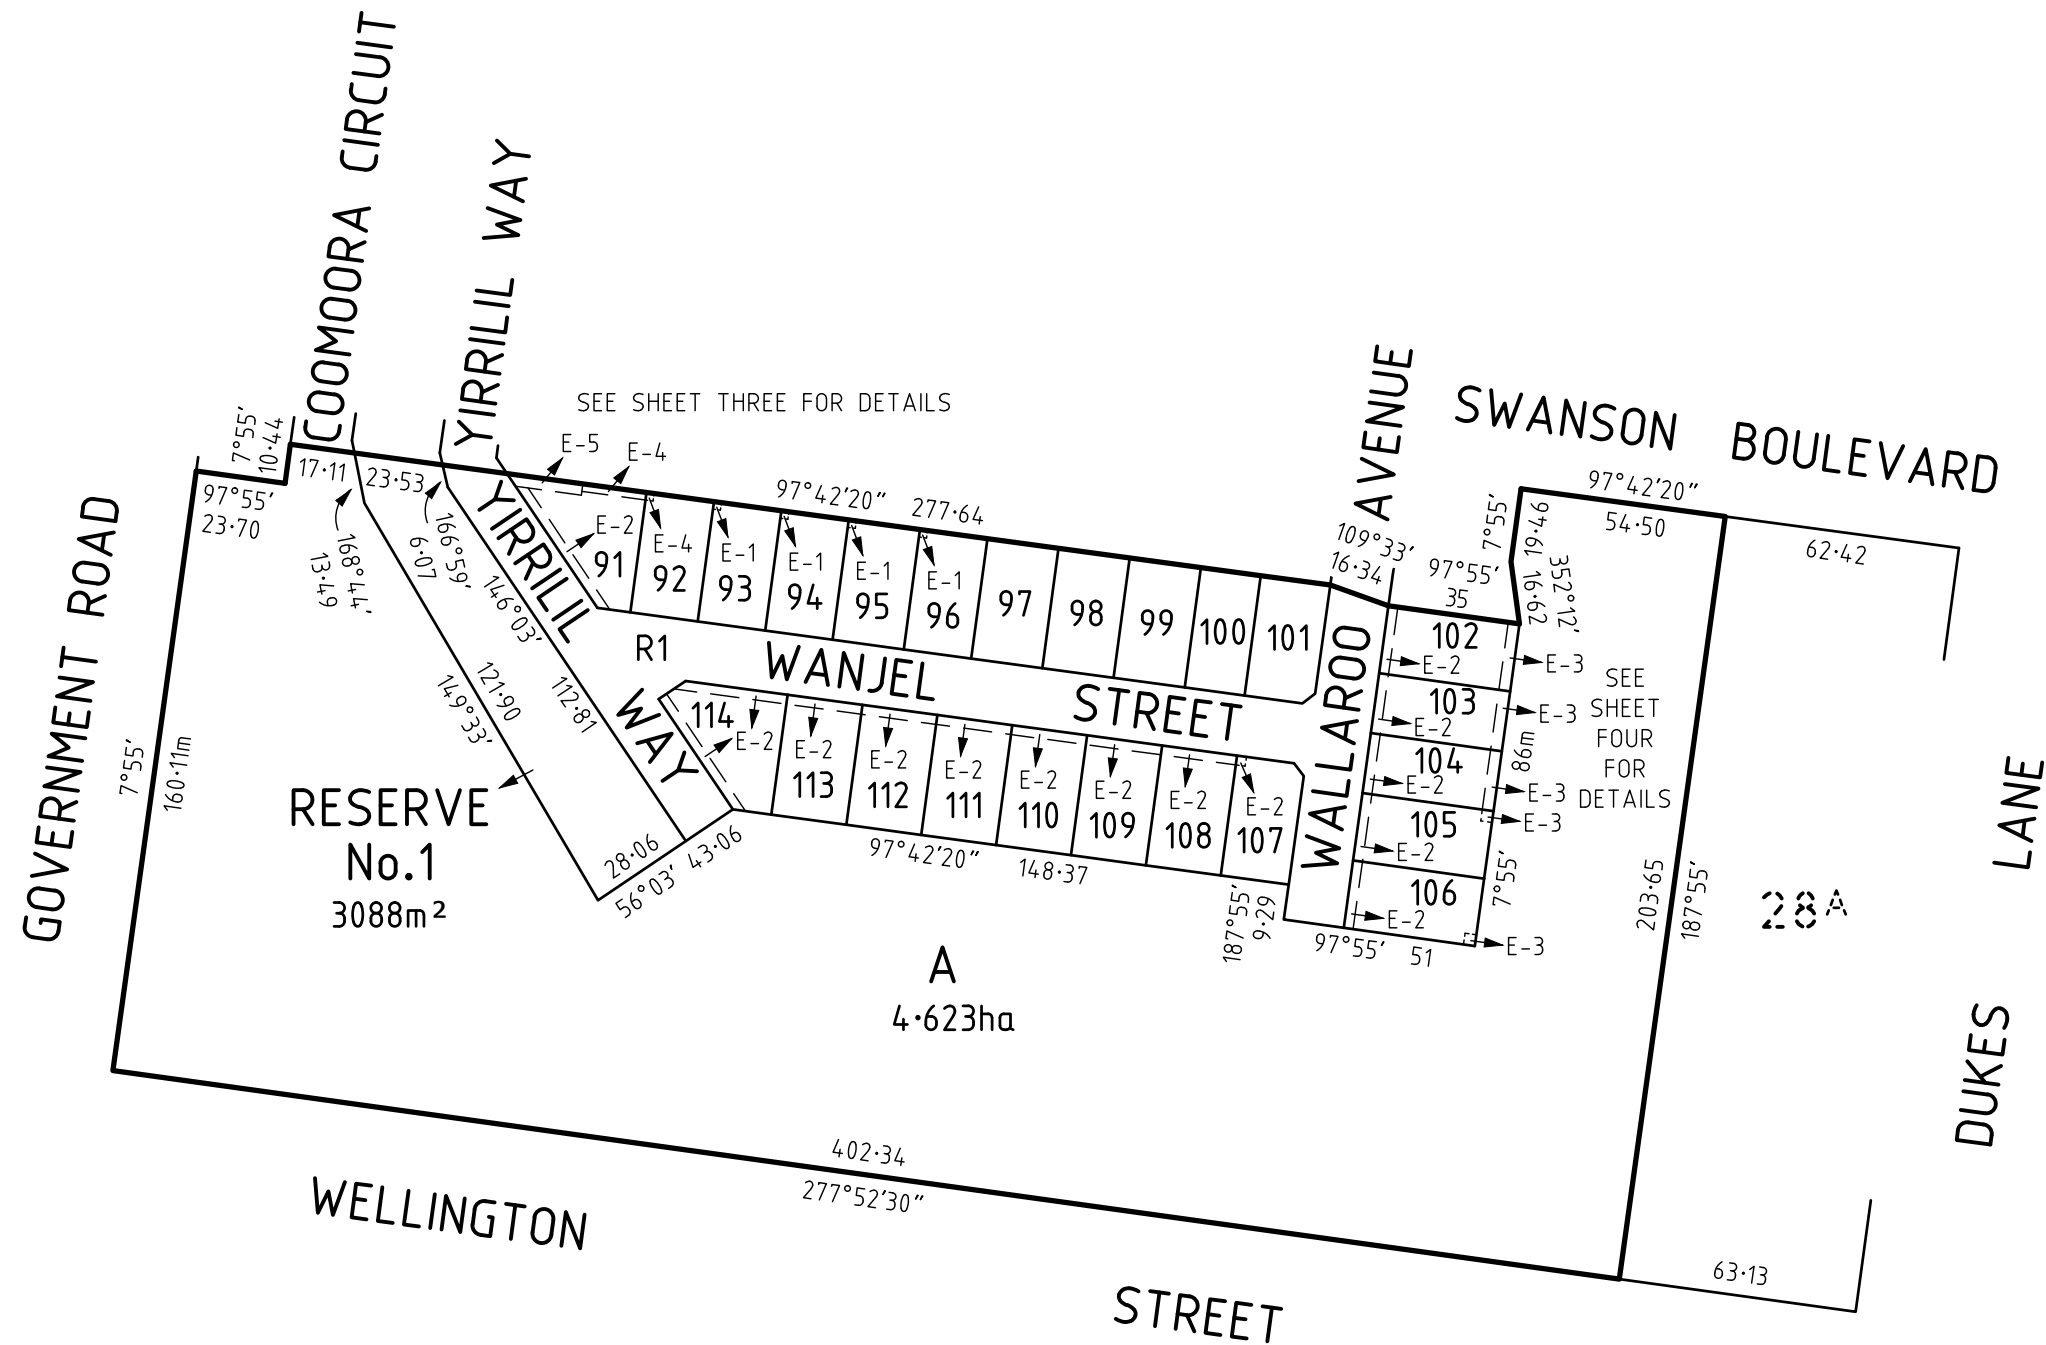 COOMOORA CIRCUIT
YIRRILIL WAY
AVENUE
SWANSON BOULEVARD
SEE SHEET THREE FOR DETAILS
E-5
E-4
7°55'
10·44
17·11
23·53
97°55'
23·70
97°42'20" 277·64
97°42'20"
54·50
62·42
109°33'
16·34
97°55'
35
7°55'
19·46
352°12'
16·62
GOVERNMENT ROAD
7°55'
160·11m
168°44'
13·49
166°59'
6·07
146°03'
112·81
121·90
149°33'
YIRRILIL
WAY
E-2
91
E-4
92
E-1
93
E-1
94
E-1
95
E-1
96
97
98
99
100
101
R1
WANJEL STREET
WALLAROO
102
E-2
E-3
103
E-2
E-3
104
E-2
E-3
105
E-2
E-3
106
E-2
E-3
86m
7°55'
SEE
SHEET
FOUR
FOR
DETAILS
114
E-2
E-2
113
E-2
112
E-2
111
E-2
110
E-2
109
E-2
108
E-2
107
RESERVE
No.1
3088m²
28·06
56°03' 43·06
97°42'20" 148·37
187°55'
9·29
97°55' 51
203·65
187°55'
28A
LANE
DUKES
A
4·623ha
402·34
277°52'30"
WELLINGTON STREET
63·13